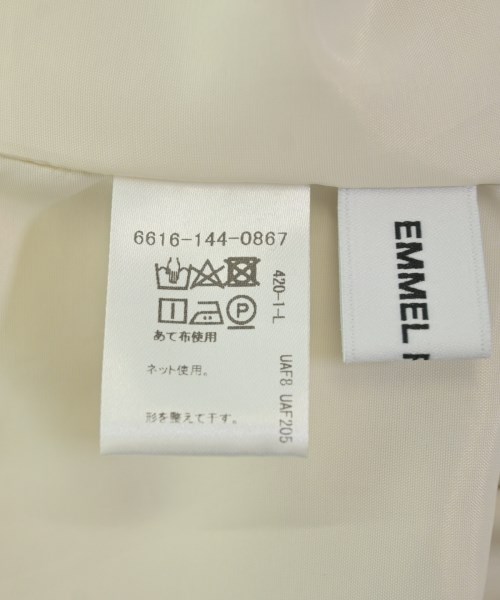 6616-144-0867
P
あて布使用
ネット使用。
形を整えて干す。
420-1-L
UAF8 UAF205
EMMEL